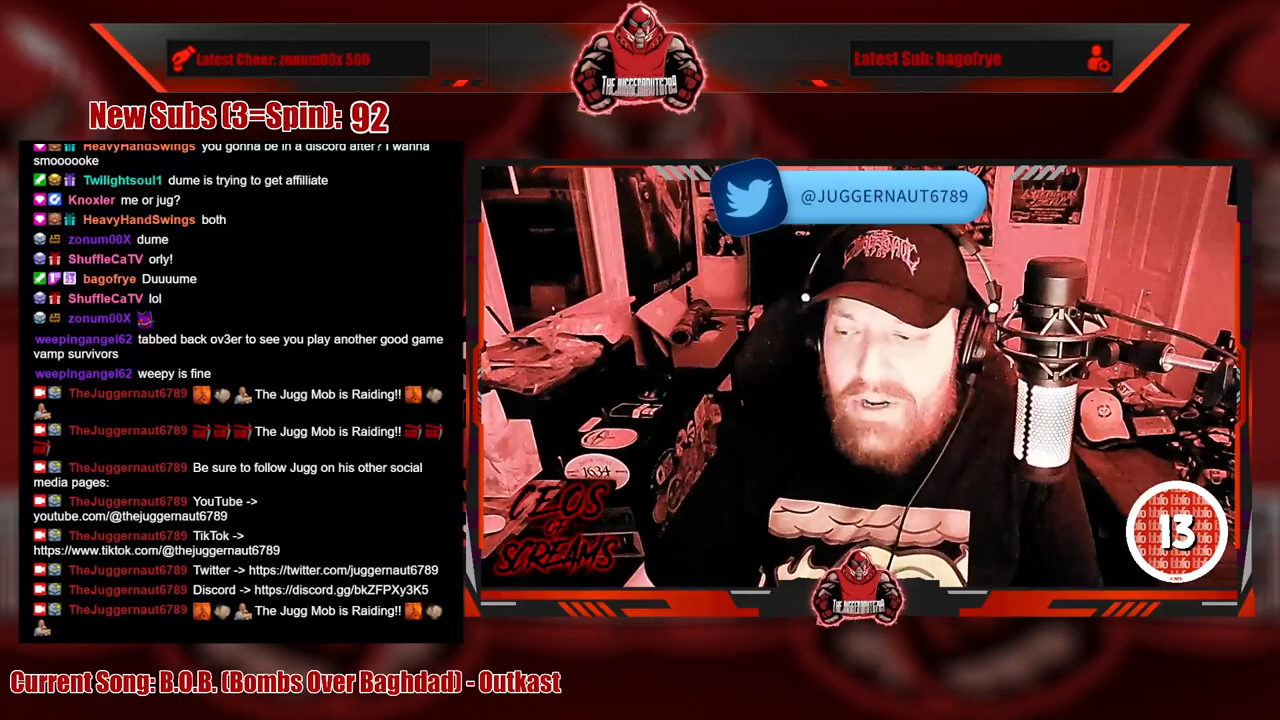 Latest Cheer: zonum00x 500
THEJUGGERNAUT6789
Latest Sub: bagofrye
New Subs (3=Spin): 92
HeavyHandSwings you gonna be in a discord after? I wanna
smoooooke
Twilightsoul1 dume is trying to get affilliate
Knoxler me or jug?
HeavyHandSwings both
zonum00X dume
ShuffleCaTV orly!
bagofrye Duuuume
ShuffleCaTV lol
zonum00X
weepingangel62 tabbed back ov3er to see you play another good game
vamp survivors
weepingangel62 weepy is fine
TheJuggernaut6789 The Jugg Mob is Raiding!!
TheJuggernaut6789 The Jugg Mob is Raiding!!
TheJuggernaut6789 Be sure to follow Jugg on his other social
media pages:
TheJuggernaut6789 YouTube ->
youtube.com/@thejuggernaut6789
TheJuggernaut6789 TikTok ->
https://www.tiktok.com/@thejuggernaut6789
TheJuggernaut6789 Twitter -> https://twitter.com/juggernaut6789
TheJuggernaut6789 Discord -> https://discord.gg/bkZFPXy3K5
TheJuggernaut6789 The Jugg Mob is Raiding!!
@JUGGERNAUT6789
1634
CEOS
OF
SCREAMS
13
THEJUGGERNAUT6789
Current Song: B.O.B. (Bombs Over Baghdad) - Outkast